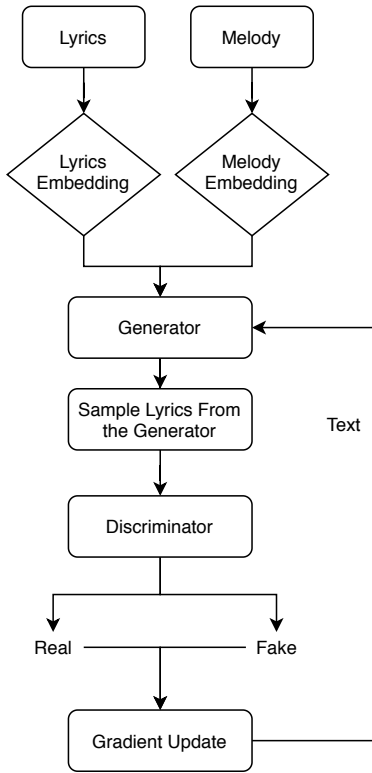 Lyrics
Melody
Lyrics
Embedding
Melody
Embedding
Generator
Sample Lyrics From
the Generator
Text
Discriminator
Real
Fake
Gradient Update